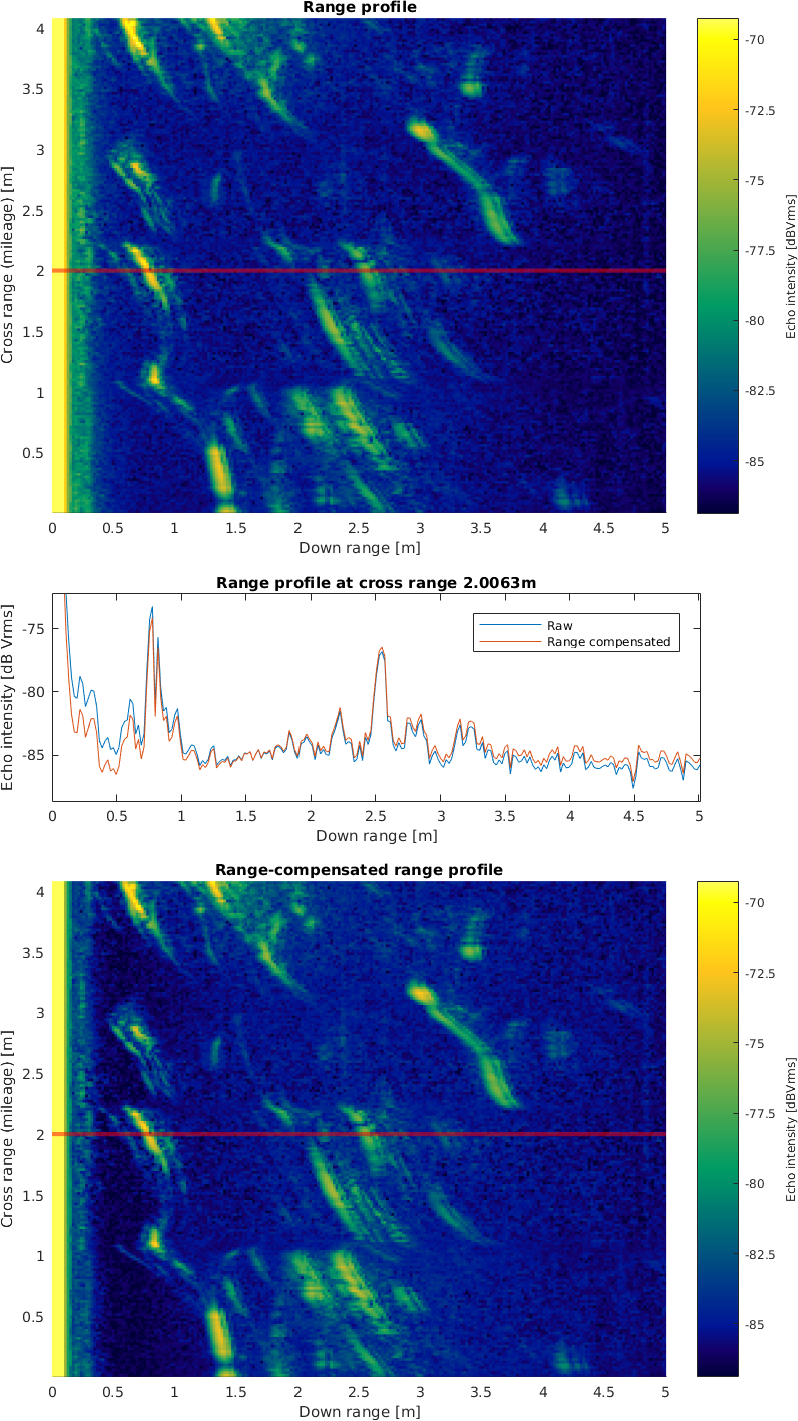 Range profile
4
3.5
3
2.5
2
1.5
1
0.5
Cross range (mileage) [m]
0 0.5 1 1.5 2 2.5 3 3.5 4 4.5 5
Down range [m]
-70
-72.5
-75
-77.5
-80
-82.5
-85
Echo intensity [dBVrms]
Range profile at cross range 2.0063m
-75
-80
-85
Echo intensity [dB Vrms]
Raw
Range compensated
0 0.5 1 1.5 2 2.5 3 3.5 4 4.5 5
Down range [m]
Range-compensated range profile
4
3.5
3
2.5
2
1.5
1
0.5
Cross range (mileage) [m]
0 0.5 1 1.5 2 2.5 3 3.5 4 4.5 5
Down range [m]
-70
-72.5
-75
-77.5
-80
-82.5
-85
Echo intensity [dBVrms]